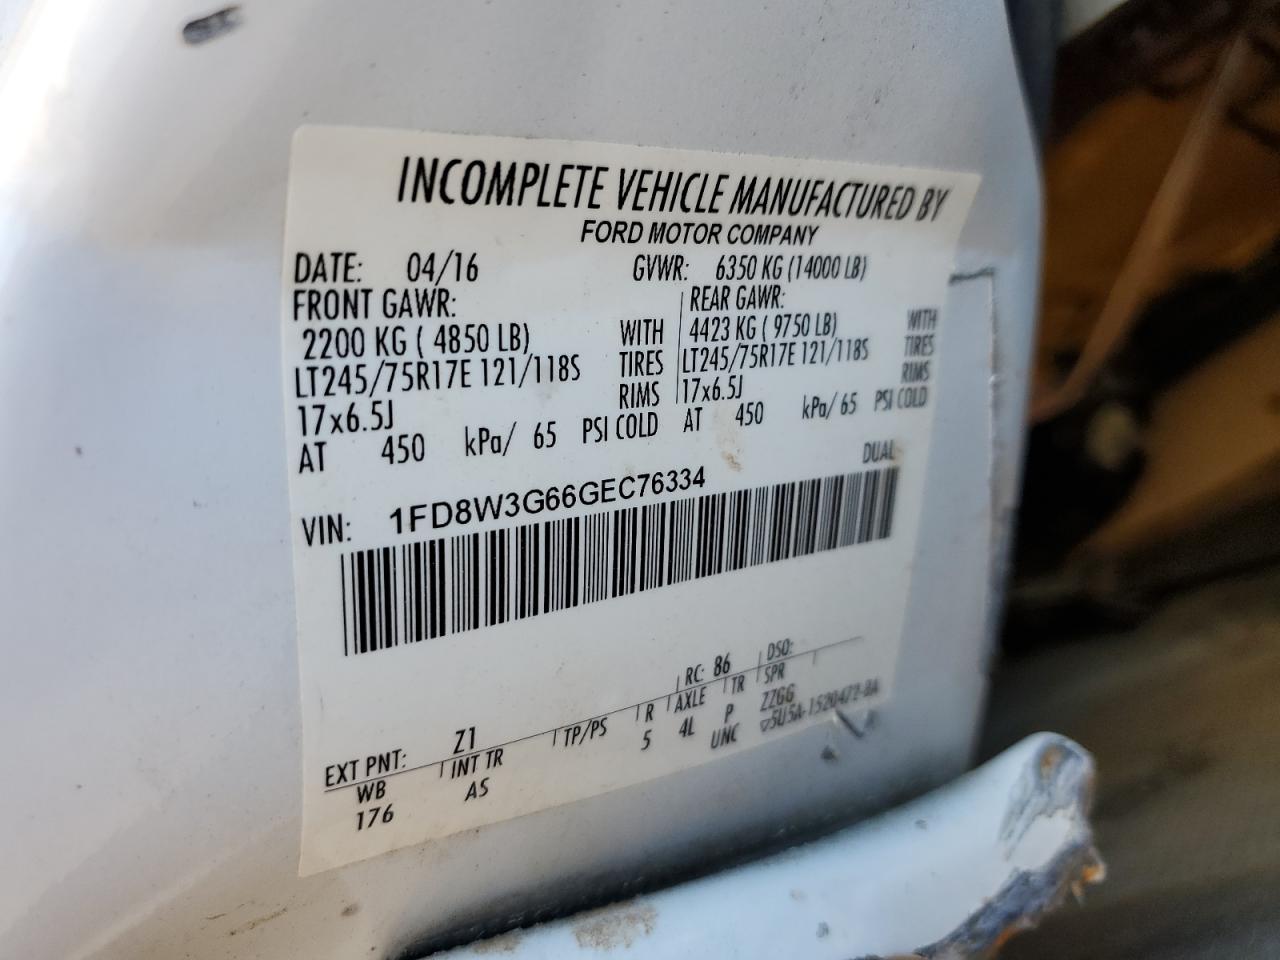 INCOMPLETE VEHICLE MANUFACTURED BY
FORD MOTOR COMPANY
DATE: 04/16 GVWR: 6350 KG (14000 LB)
FRONT GAWR: REAR GAWR:
2200 KG ( 4850 LB) WITH 4423 KG ( 9750 LB) WITH
LT245/75R17E 121/118S TIRES LT245/75R17E 121/118S TIRES
17x6.5J RIMS 17x6.5J RIMS
AT 450 kPa/ 65 PSI COLD AT 450 kPa/ 65 PSI COLD
DUAL
VIN: 1FD8W3G66GEC76334
EXT PNT: Z1 RC: 86 DSO:
WB INT TR TP/PS R AXLE TR SPR
176 AS 5 4L P ZZGG
UNC ▽5U5A-1520472-BA